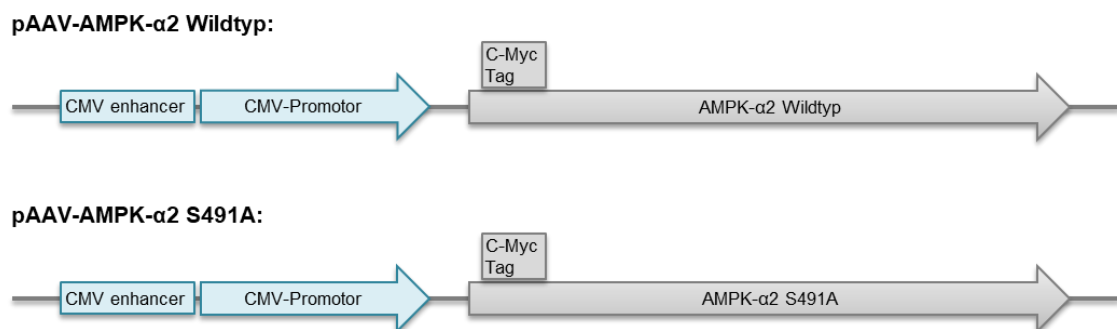 pAAV-AMPK-α2 Wildtyp:
C-Myc
Tag
CMV enhancer
CMV-Promotor
AMPK-α2 Wildtyp
pAAV-AMPK-α2 S491A:
C-Myc
Tag
CMV enhancer
CMV-Promotor
AMPK-α2 S491A